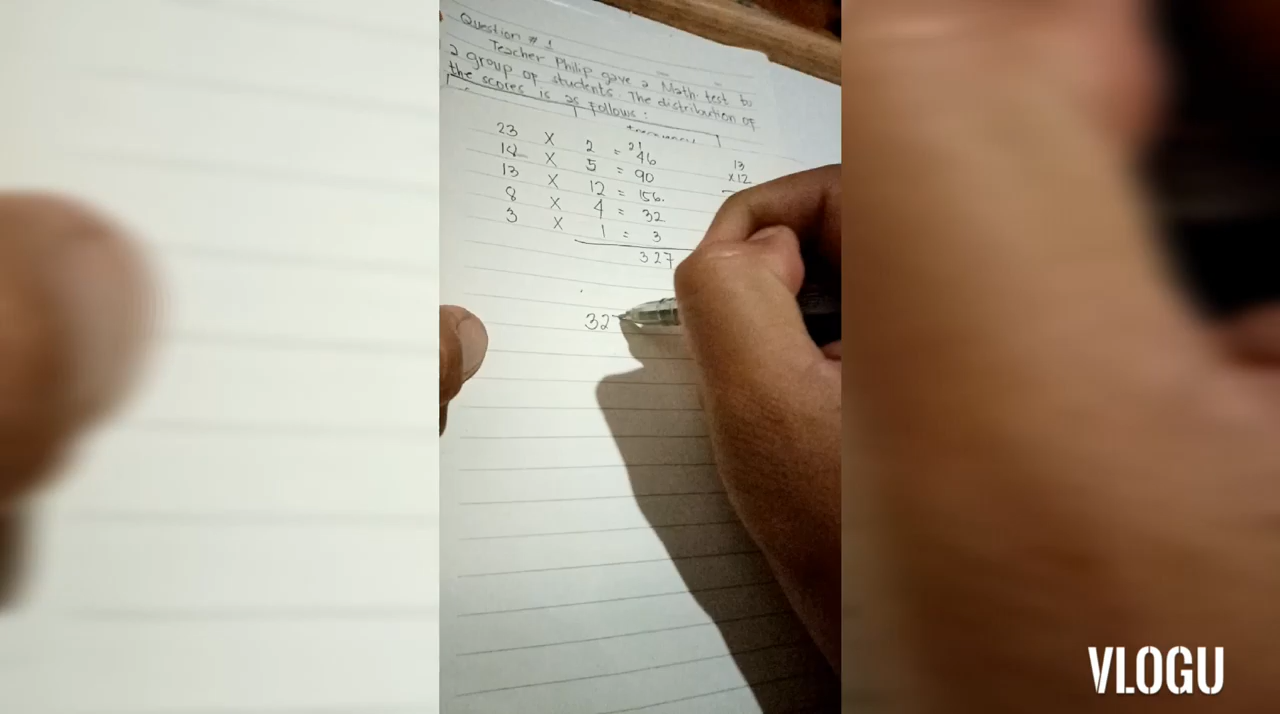 Question # 1
Teacher Philip gave a Math test to
a group of students. The distribution of
the scores is as follows:
21
23 X 2 = 46
18 X 5 = 90
13 X 12 = 156.
8 X 4 = 32
3 X 1 = 3
327
13
x12
32
VLOGU